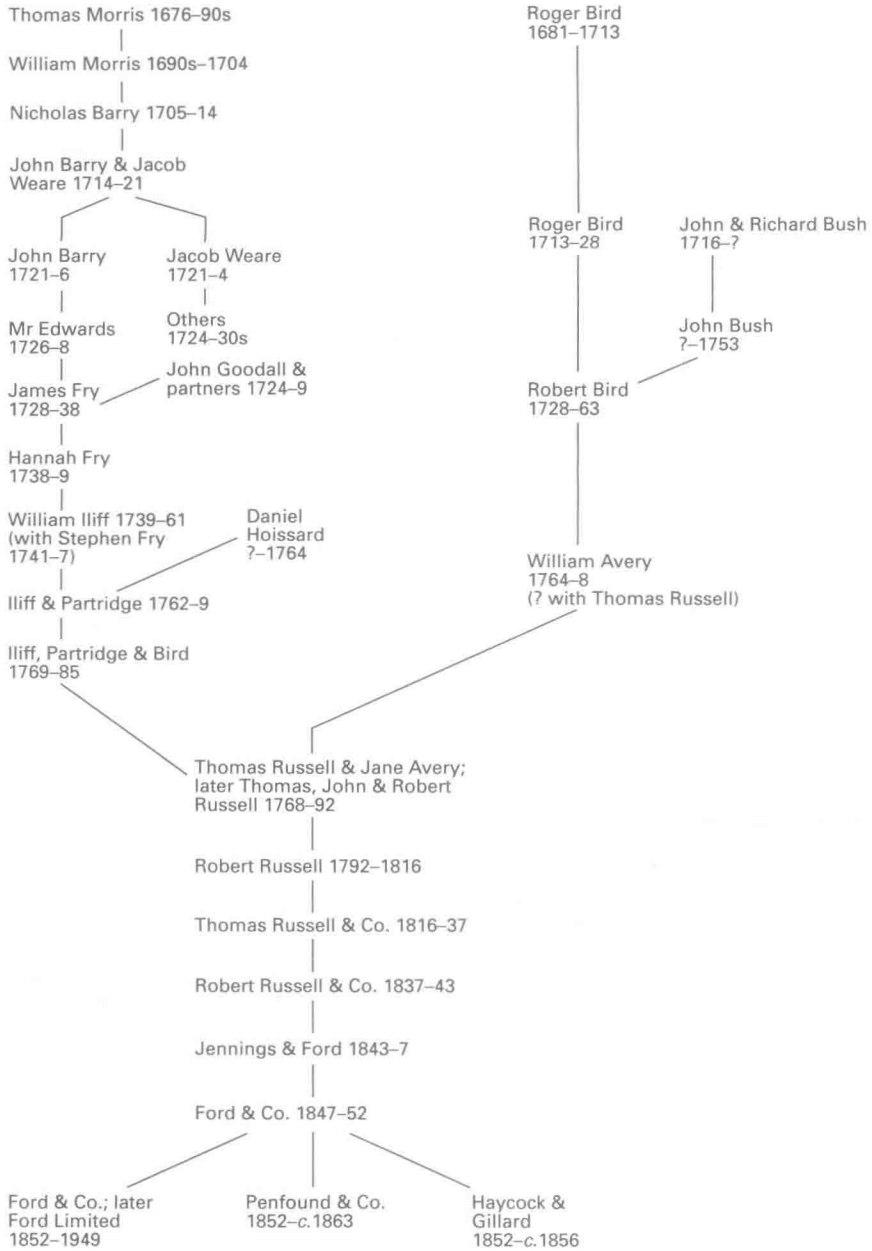 Thomas Morris 1676–90s
William Morris 1690s–1704
Nicholas Barry 1705–14
John Barry & Jacob
Weare 1714–21
John Barry
1721–6
Jacob Weare
1721–4
Mr Edwards
1726–8
Others
1724–30s
James Fry
1728–38
John Goodall &
partners 1724–9
Hannah Fry
1738–9
William Iliff 1739–61
(with Stephen Fry
1741–7)
Daniel
Hoissard
?–1764
Iliff & Partridge 1762–9
Iliff, Partridge & Bird
1769–85
Roger Bird
1681–1713
Roger Bird
1713–28
John & Richard Bush
1716–?
John Bush
?–1753
Robert Bird
1728–63
William Avery
1764–8
(? with Thomas Russell)
Thomas Russell & Jane Avery;
later Thomas, John & Robert
Russell 1768–92
Robert Russell 1792–1816
Thomas Russell & Co. 1816–37
Robert Russell & Co. 1837–43
Jennings & Ford 1843–7
Ford & Co. 1847–52
Ford & Co.; later
Ford Limited
1852–1949
Penfound & Co.
1852–c.1863
Haycock &
Gillard
1852–c.1856